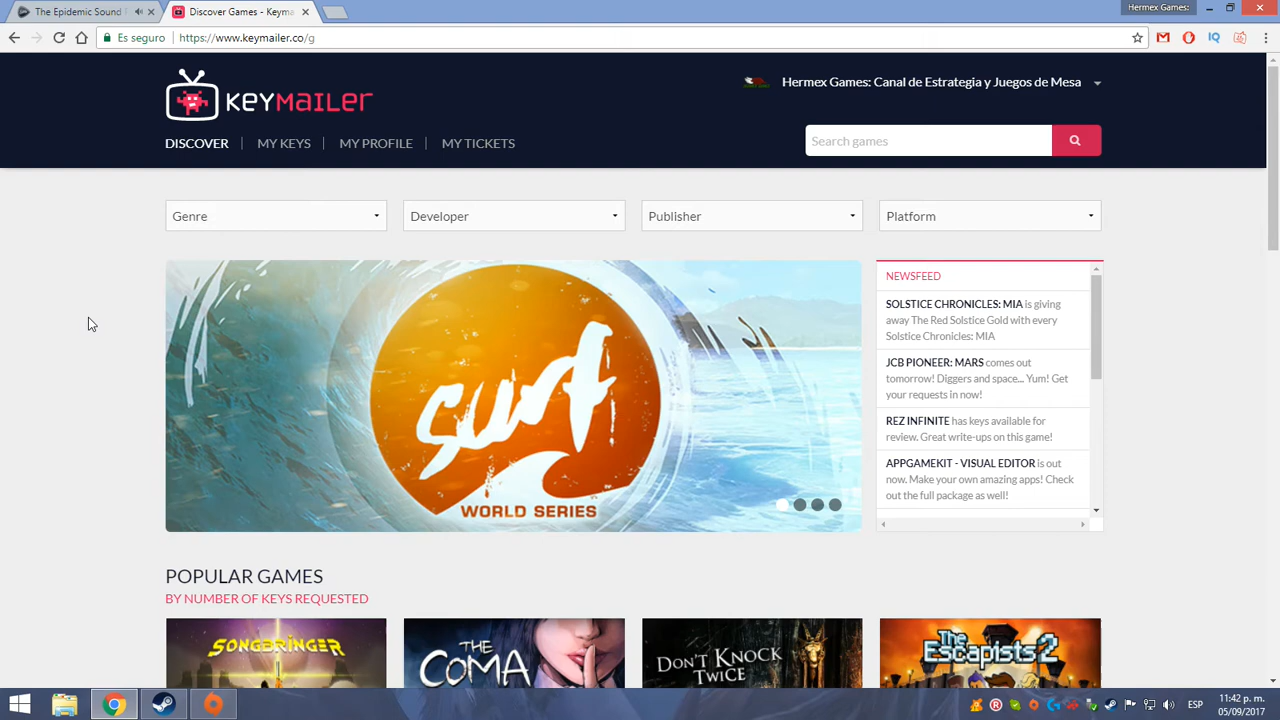 The Epidemic Sound
Discover Games - Keyma
Hermex Games:
Es seguro
https://www.keymailer.co/g
KEYMAILER
Hermex Games: Canal de Estrategia y Juegos de Mesa
DISCOVER
MY KEYS
MY PROFILE
MY TICKETS
Search games
Genre
Developer
Publisher
Platform
surf
WORLD SERIES
NEWSFEED
SOLSTICE CHRONICLES: MIA is giving
away The Red Solstice Gold with every
Solstice Chronicles: MIA
JCB PIONEER: MARS comes out
tomorrow! Diggers and space... Yum! Get
your requests in now!
REZ INFINITE has keys available for
review. Great write-ups on this game!
APPGAMEKIT - VISUAL EDITOR is out
now. Make your own amazing apps! Check
out the full package as well!
POPULAR GAMES
BY NUMBER OF KEYS REQUESTED
SONGBRINGER
THE
COMA
DON'T KNOCK
TWICE
The
Escapists 2
ESP
11:42 p. m.
05/09/2017